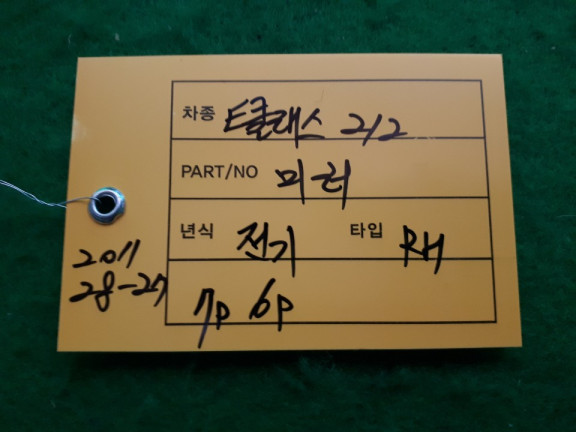 차종 E클래스 212
PART/NO 미러
년식 전기 타입 RH
2011
28-27
7P 6P